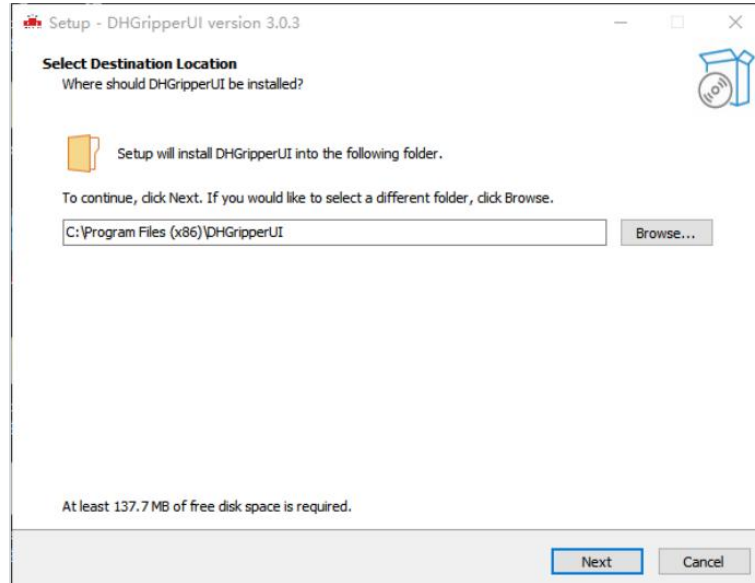 Setup - DHGripperUI version 3.0.3
Select Destination Location
Where should DHGripperUI be installed?
Setup will install DHGripperUI into the following folder.
To continue, click Next. If you would like to select a different folder, click Browse.
C:\Program Files (x86)\DHGripperUI
Browse...
At least 137.7 MB of free disk space is required.
Next
Cancel